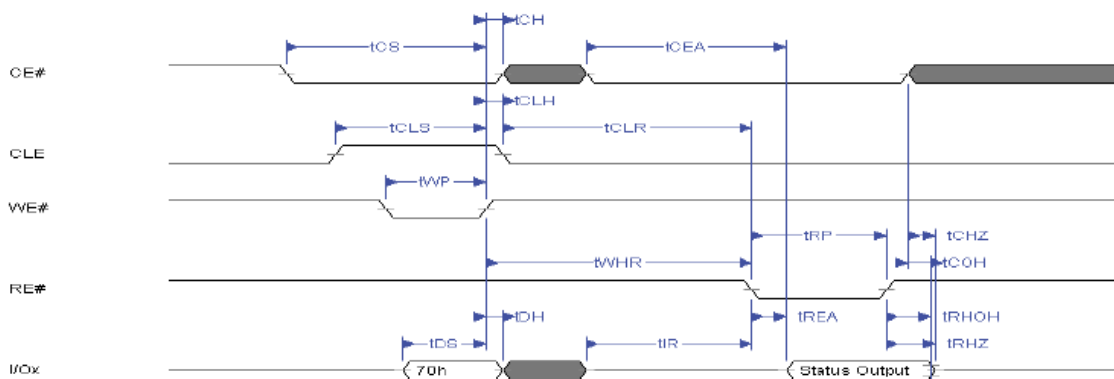 tCH
tCS
tCEA
CE#
tCLH
tCLS
tCLR
CLE
tWP
WE#
tRP
tCHZ
tWHR
tCOH
RE#
tDH
tREA
tRHOH
tDS
tIR
tRHZ
I/Ox
70h
Status Output